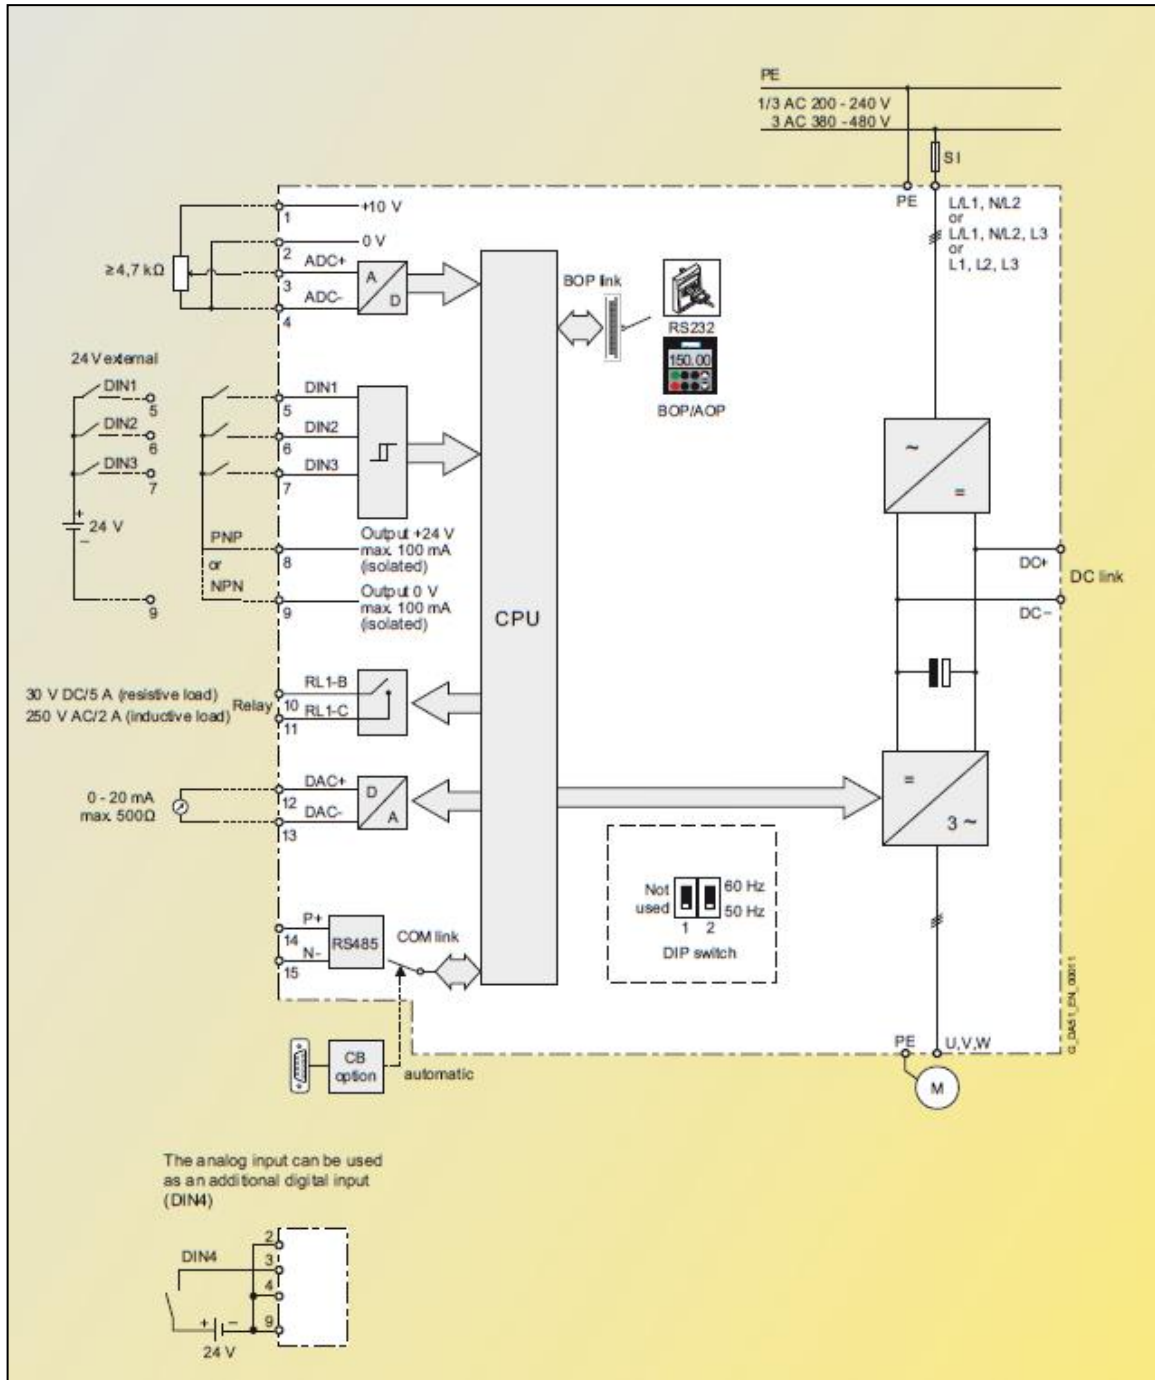 PE
1/3 AC 200 - 240 V
3 AC 380 - 480 V
SI
PE
L/L1, N/L2
or
L/L1, N/L2, L3
or
L1, L2, L3
1
+10 V
2
0 V
≥4,7 kΩ
ADC+
3
ADC-
4
A
D
BOP link
RS232
150.00
BOP/AOP
24 V external
DIN1
5
DIN2
6
DIN3
7
+
24 V
–
9
DIN1
5
DIN2
6
DIN3
7
PNP
or
NPN
8
Output +24 V
max. 100 mA
(isolated)
9
Output 0 V
max. 100 mA
(isolated)
CPU
~
=
DC+
DC–
DC link
30 V DC/5 A (resistive load)
250 V AC/2 A (inductive load)
Relay
RL1-B
10
RL1-C
11
0 - 20 mA
max. 500Ω
DAC+
12
DAC-
13
D
A
=
3 ~
Not
used
1 2
60 Hz
50 Hz
DIP switch
P+
14
N-
15
RS485
COM link
CB
option
automatic
PE
U,V,W
M
G_DA51_EN_00011
The analog input can be used
as an additional digital input
(DIN4)
2
DIN4
3
4
+ –
9
24 V